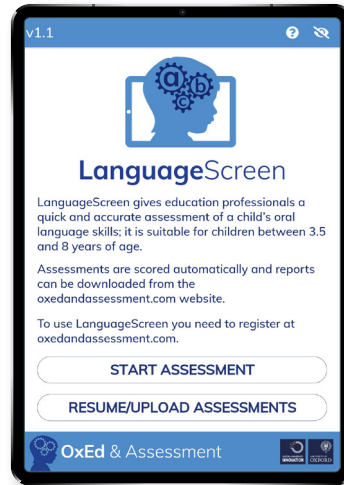 v1.1
?
a b
c
LanguageScreen
LanguageScreen gives education professionals a
quick and accurate assessment of a child's oral
language skills; it is suitable for children between 3.5
and 8 years of age.
Assessments are scored automatically and reports
can be downloaded from the
oxedandassessment.com website.
To use LanguageScreen you need to register at
oxedandassessment.com.
START ASSESSMENT
RESUME/UPLOAD ASSESSMENTS
OxEd & Assessment
INNOVATION
OXFORD